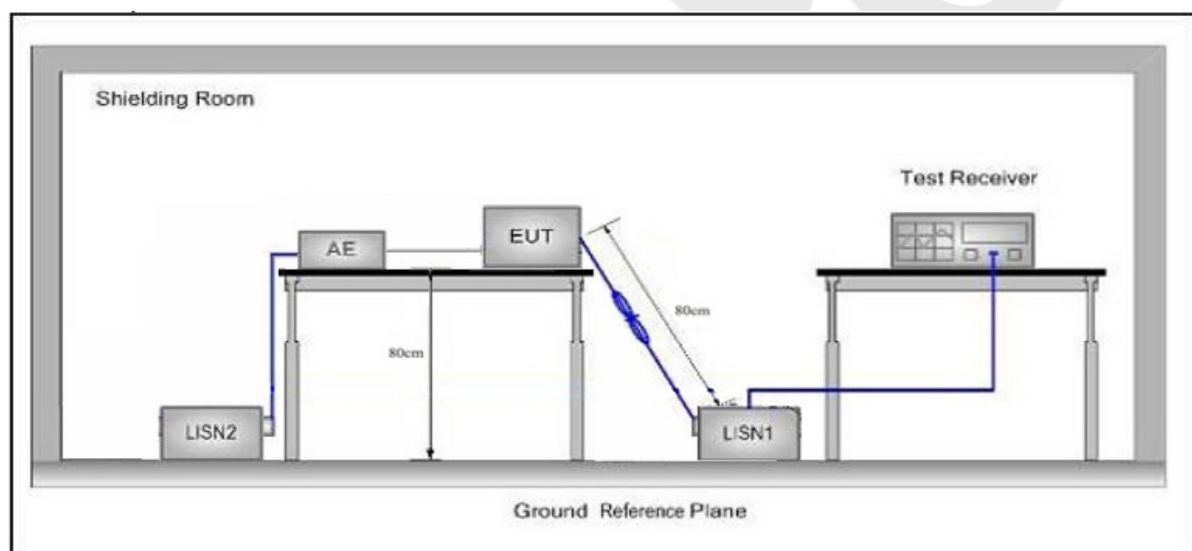 Shielding Room
Test Receiver
AE
EUT
80cm
80cm
LISN2
LISN1
Ground Reference Plane